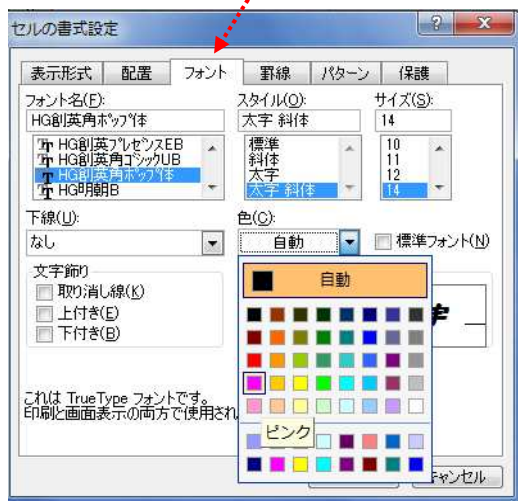 セルの書式設定
表示形式 配置 フォント 罫線 パターン 保護
フォント名(F): スタイル(O): サイズ(S):
HG創英角ポップ体 太字 斜体 14
HG創英プレゼンスEB 標準 10
HG創英角ゴシックUB 斜体 11
HG創英角ポップ体 太字 12
HG明朝B 太字 斜体 14
下線(U): 色(C):
なし 自動 標準フォント(N)
文字飾り 自動
取り消し線(K)
上付き(E)
下付き(B)
これは TrueType フォントです。
印刷と画面表示の両方で使用され
ピンク
キャンセル